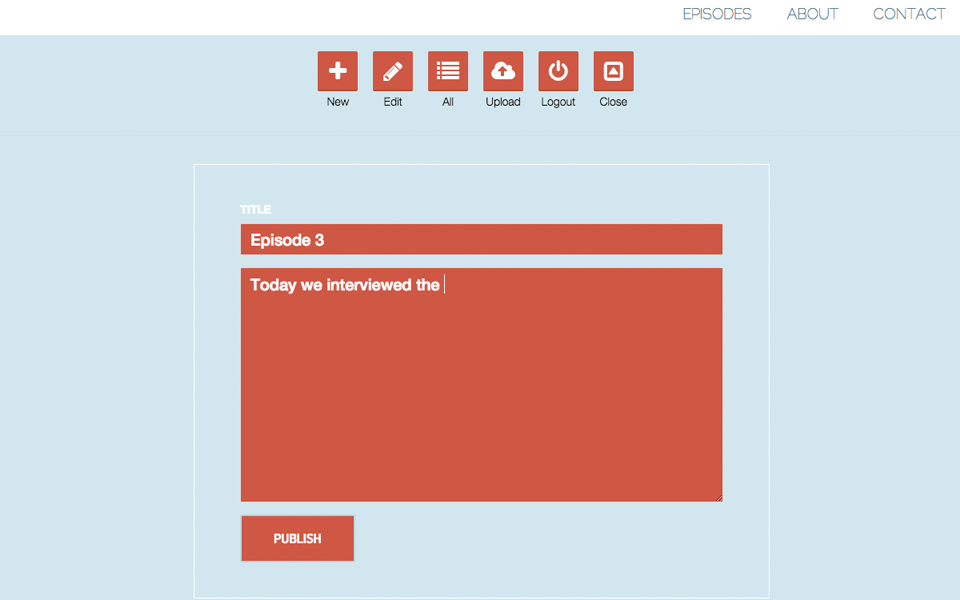 EPISODES ABOUT CONTACT
New Edit All Upload Logout Close
TITLE
Episode 3
Today we interviewed the
PUBLISH